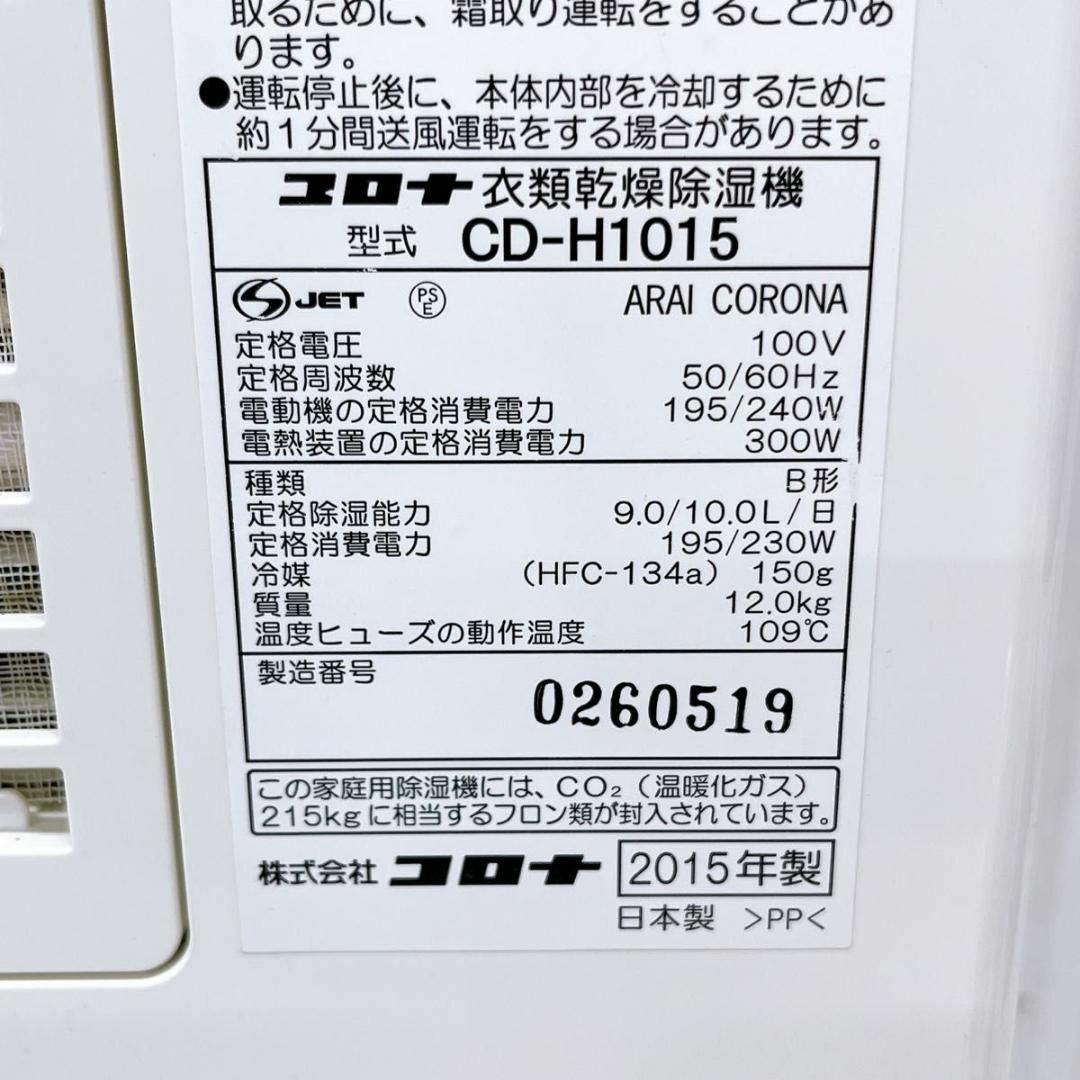 取るために、霜取り運転をすることがあ
ります。
●運転停止後に、本体内部を冷却するために
約1分間送風運転をする場合があります。
コロナ 衣類乾燥除湿機
型式 CD-H1015
JET PSE ARAI CORONA
定格電圧 100V
定格周波数 50/60Hz
電動機の定格消費電力 195/240W
電熱装置の定格消費電力 300W
種類 B形
定格除湿能力 9.0/10.0L/日
定格消費電力 195/230W
冷媒 (HFC-134a) 150g
質量 12.0kg
温度ヒューズの動作温度 109℃
製造番号
0260519
この家庭用除湿機には、CO₂(温暖化ガス)
215kgに相当するフロン類が封入されています。
株式会社 コロナ 2015年製
日本製 >PP<